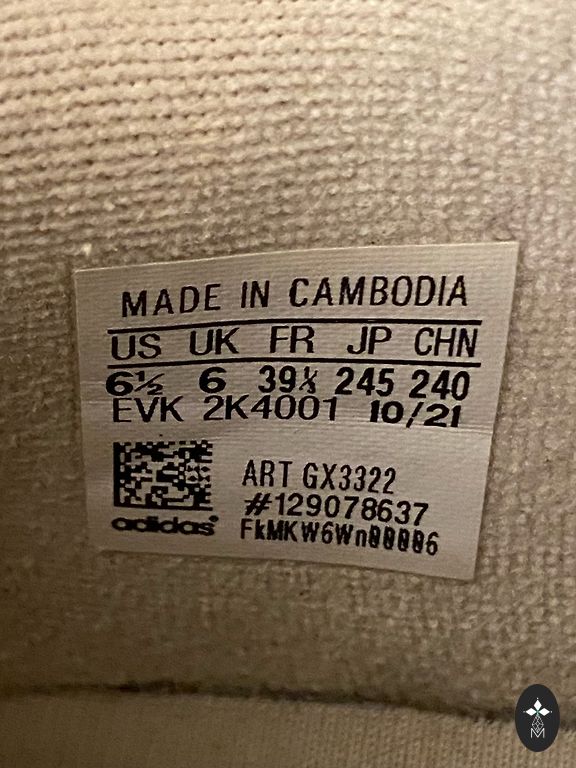 MADE IN CAMBODIA
US UK FR JP CHN
6½ 6 39⅓ 245 240
EVK 2K4001 10/21
ART GX3322
#129078637
adidas
FkMKW6Wn00006
M